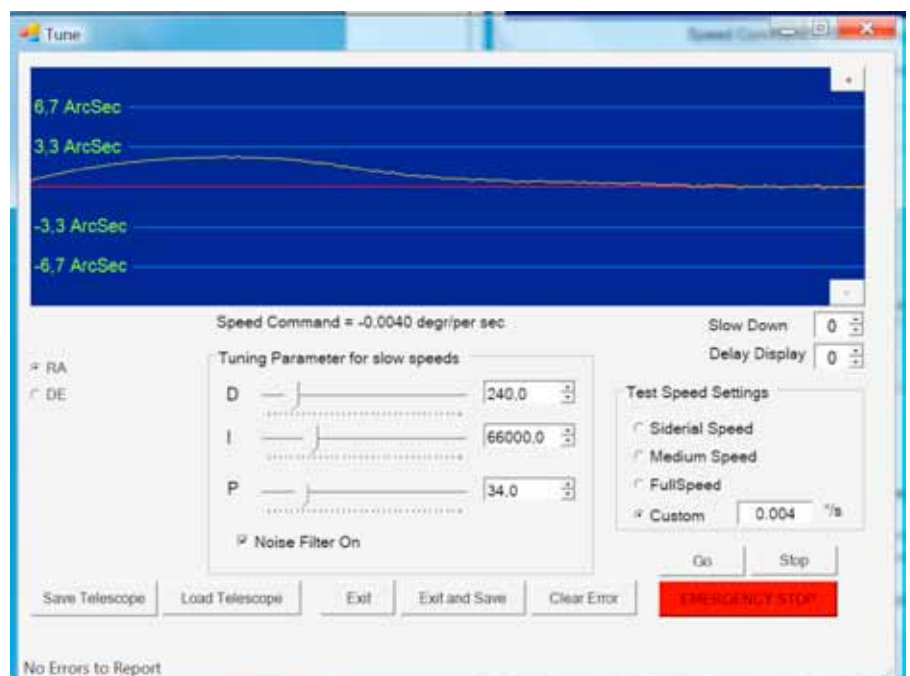 Tune
6,7 ArcSec
3,3 ArcSec
-3.3 ArcSec
-6,7 ArcSec
Speed Command = -0.0040 degr/per sec
Slow Down 0
Delay Display 0
RA
DE
Tuning Parameter for slow speeds
D 240,0
I 66000,0
P 34,0
Noise Filter On
Test Speed Settings
Siderial Speed
Medium Speed
FullSpeed
Custom 0.004 °/s
Go Stop
Save Telescope Load Telescope Exit Exit and Save Clear Error EMERGENCY STOP
No Errors to Report